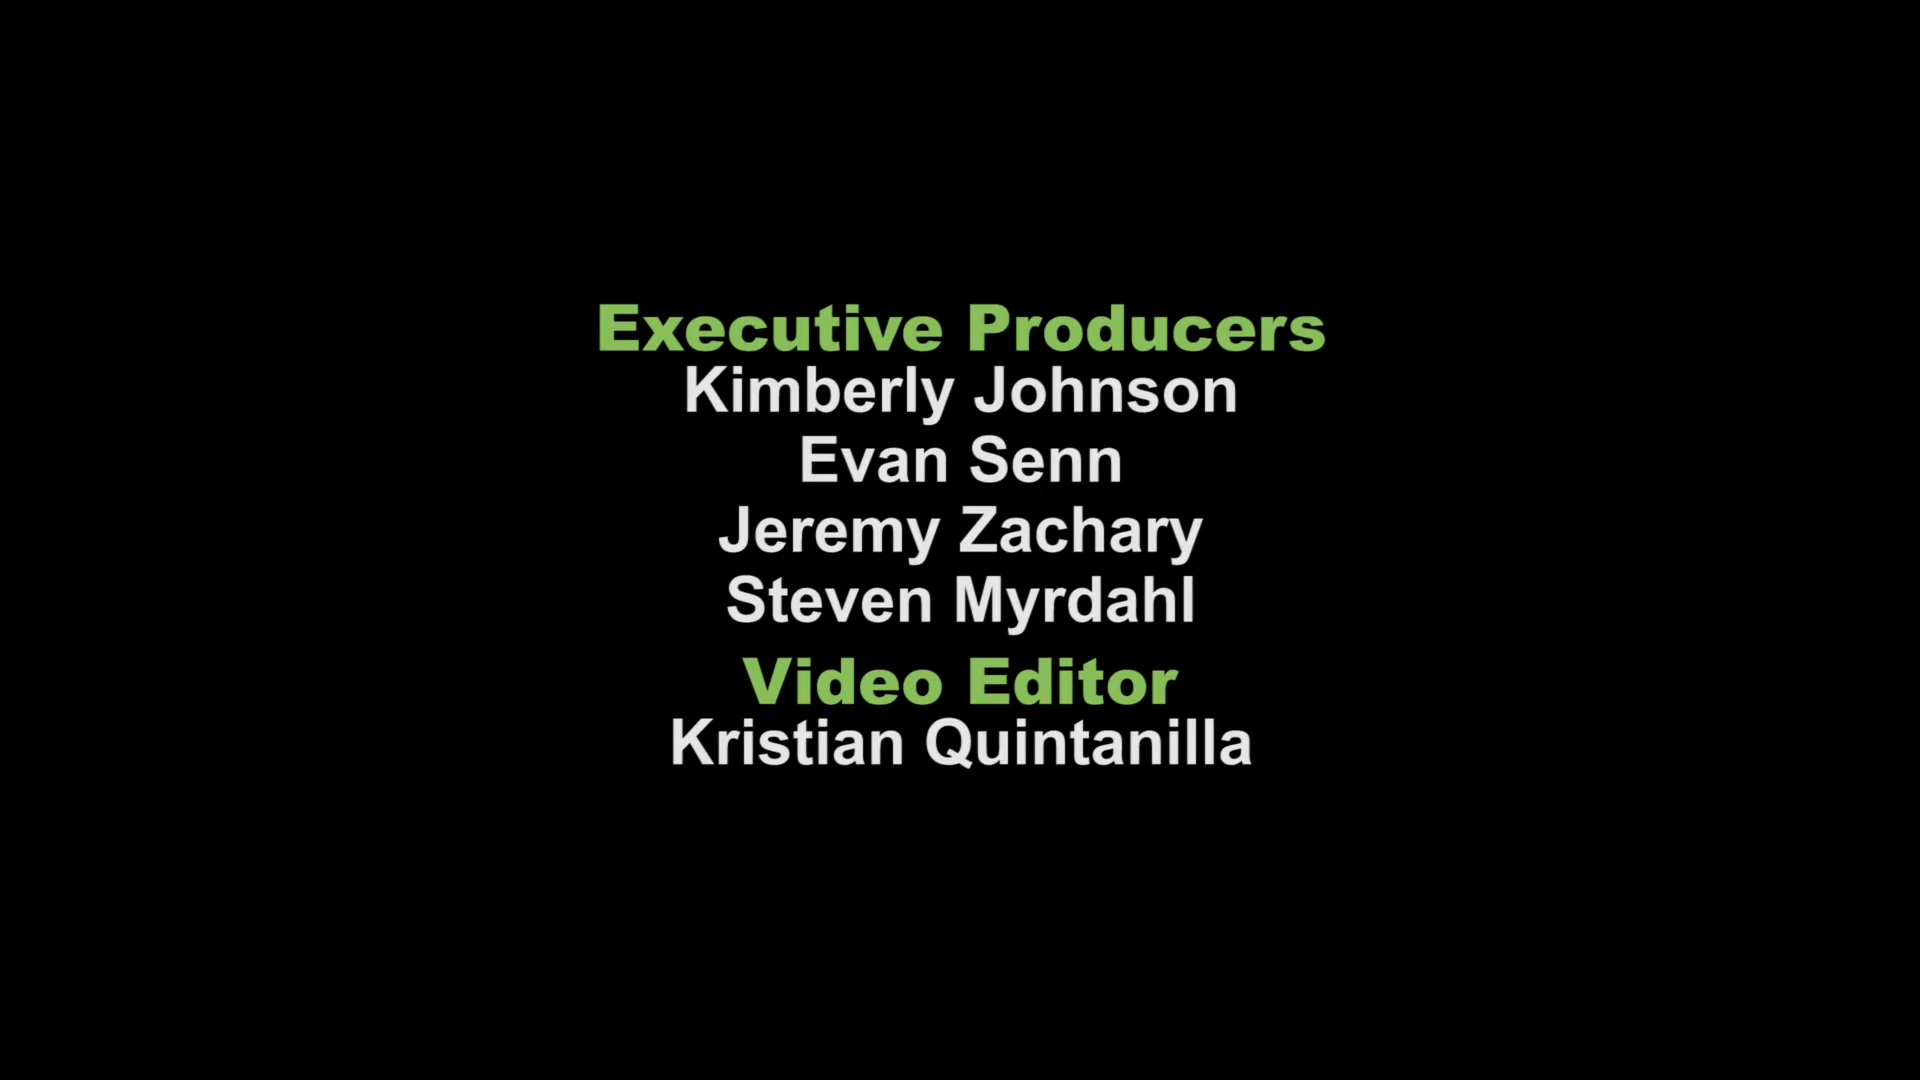 Executive Producers
Kimberly Johnson
Evan Senn
Jeremy Zachary
Steven Myrdahl
Video Editor
Kristian Quintanilla